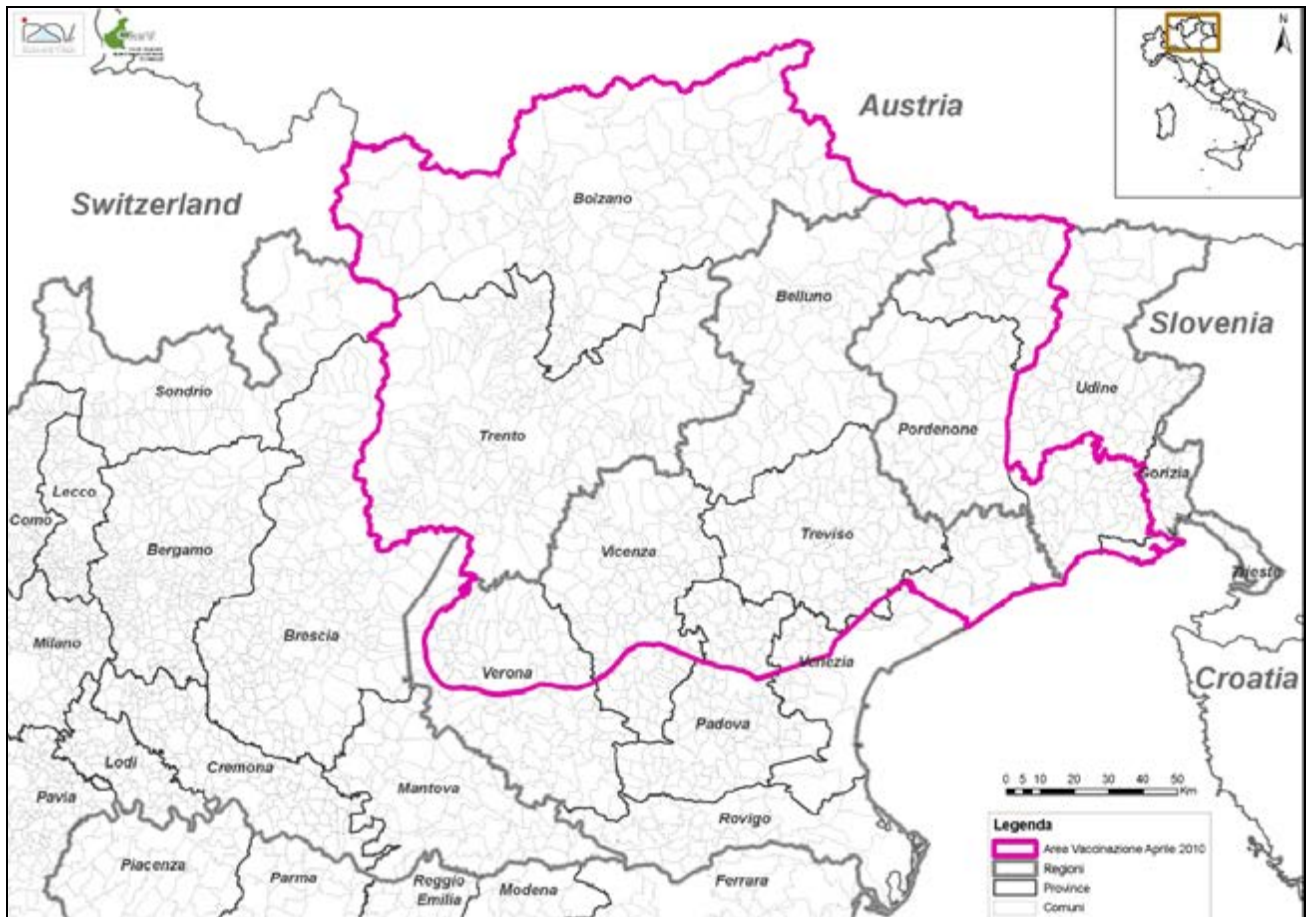 N
Austria
Switzerland
Bolzano
Belluno
Slovenia
Sondrio
Udine
Trento
Pordenone
Lecco
Gorizia
Como
Bergamo
Vicenza
Treviso
Trieste
Milano
Brescia
Verona
Venezia
Croatia
Padova
Lodi
Cremona
Pavia
Mantova
Rovigo
0 5 10 20 30 40 50
Km
Legenda
Area Vaccinazione Aprile 2010
Regioni
Province
Comuni
Piacenza
Parma
Reggio
Emilia
Modena
Ferrara